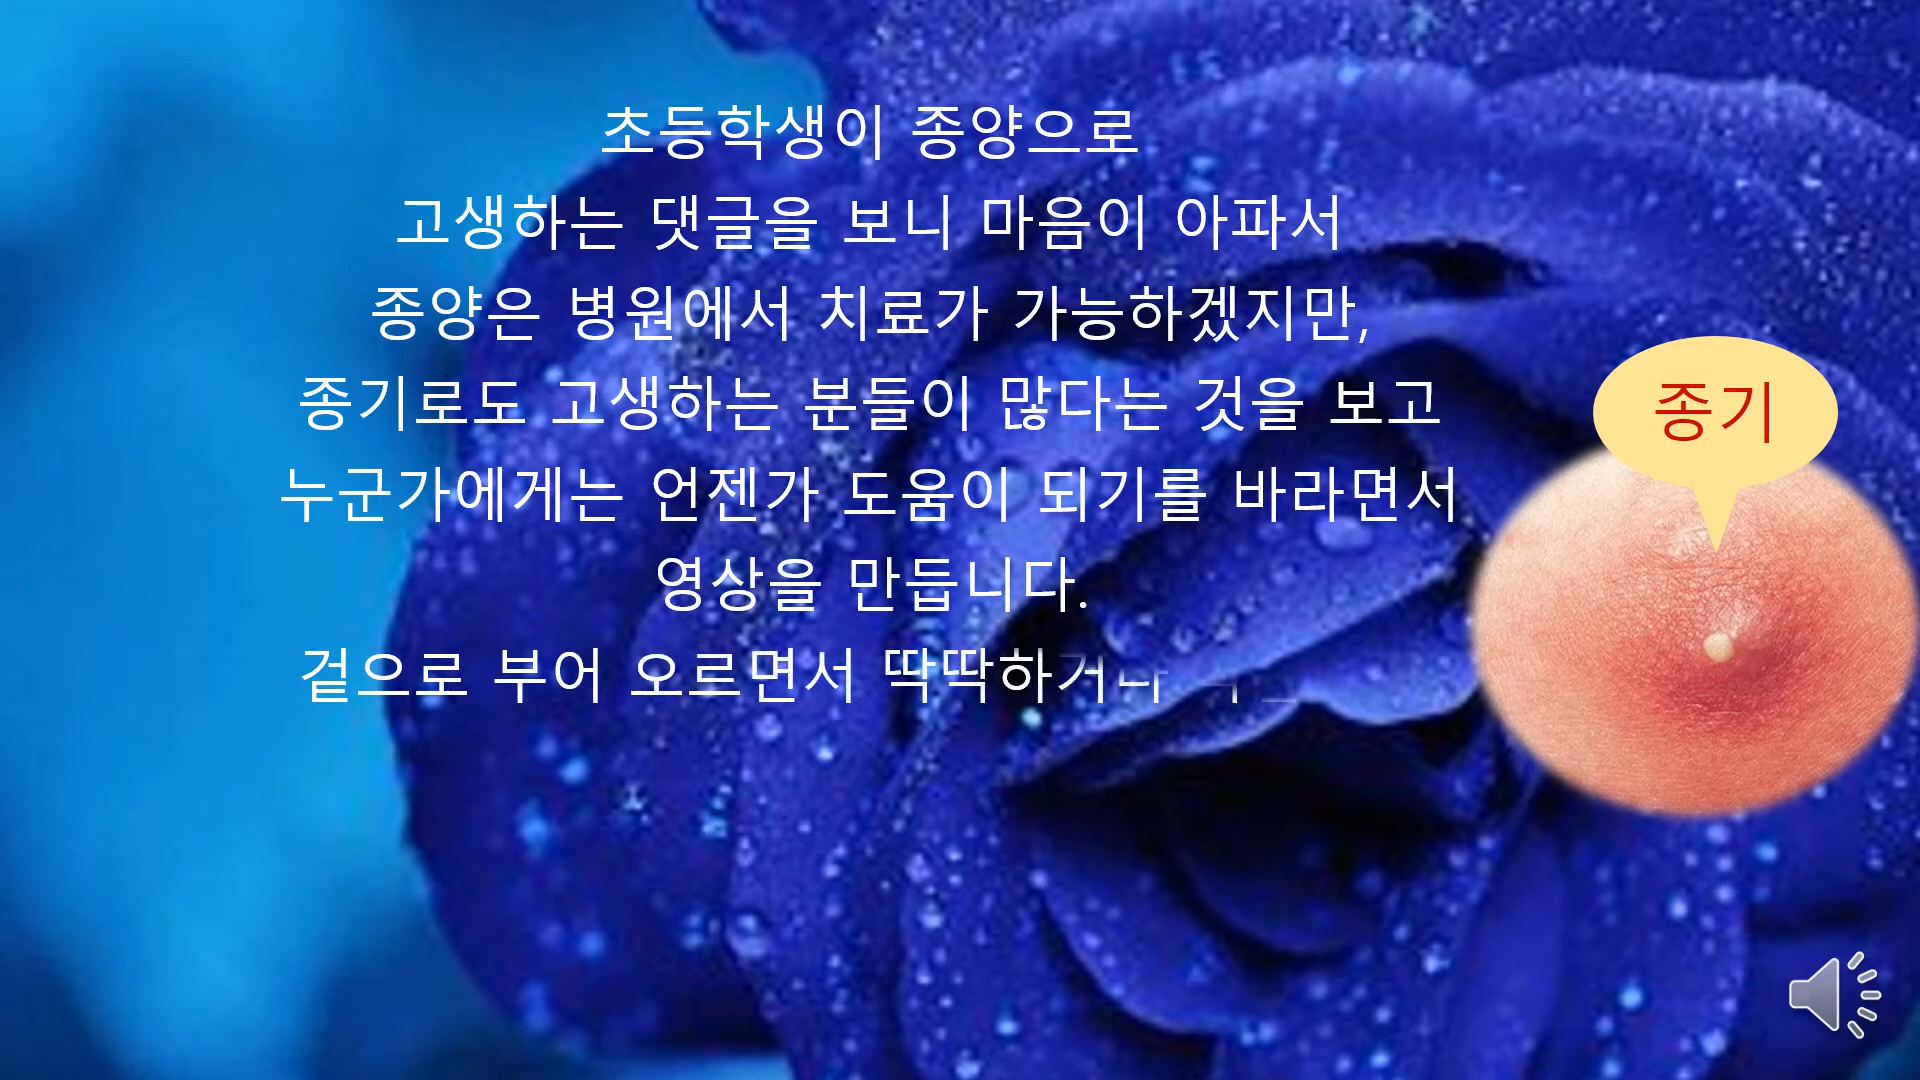 초등학생이 종양으로
고생하는 댓글을 보니 마음이 아파서
종양은 병원에서 치료가 가능하겠지만,
종기로도 고생하는 분들이 많다는 것을 보고
누군가에게는 언젠가 도움이 되기를 바라면서
영상을 만듭니다.
겉으로 부어 오르면서 딱딱하거나
종기